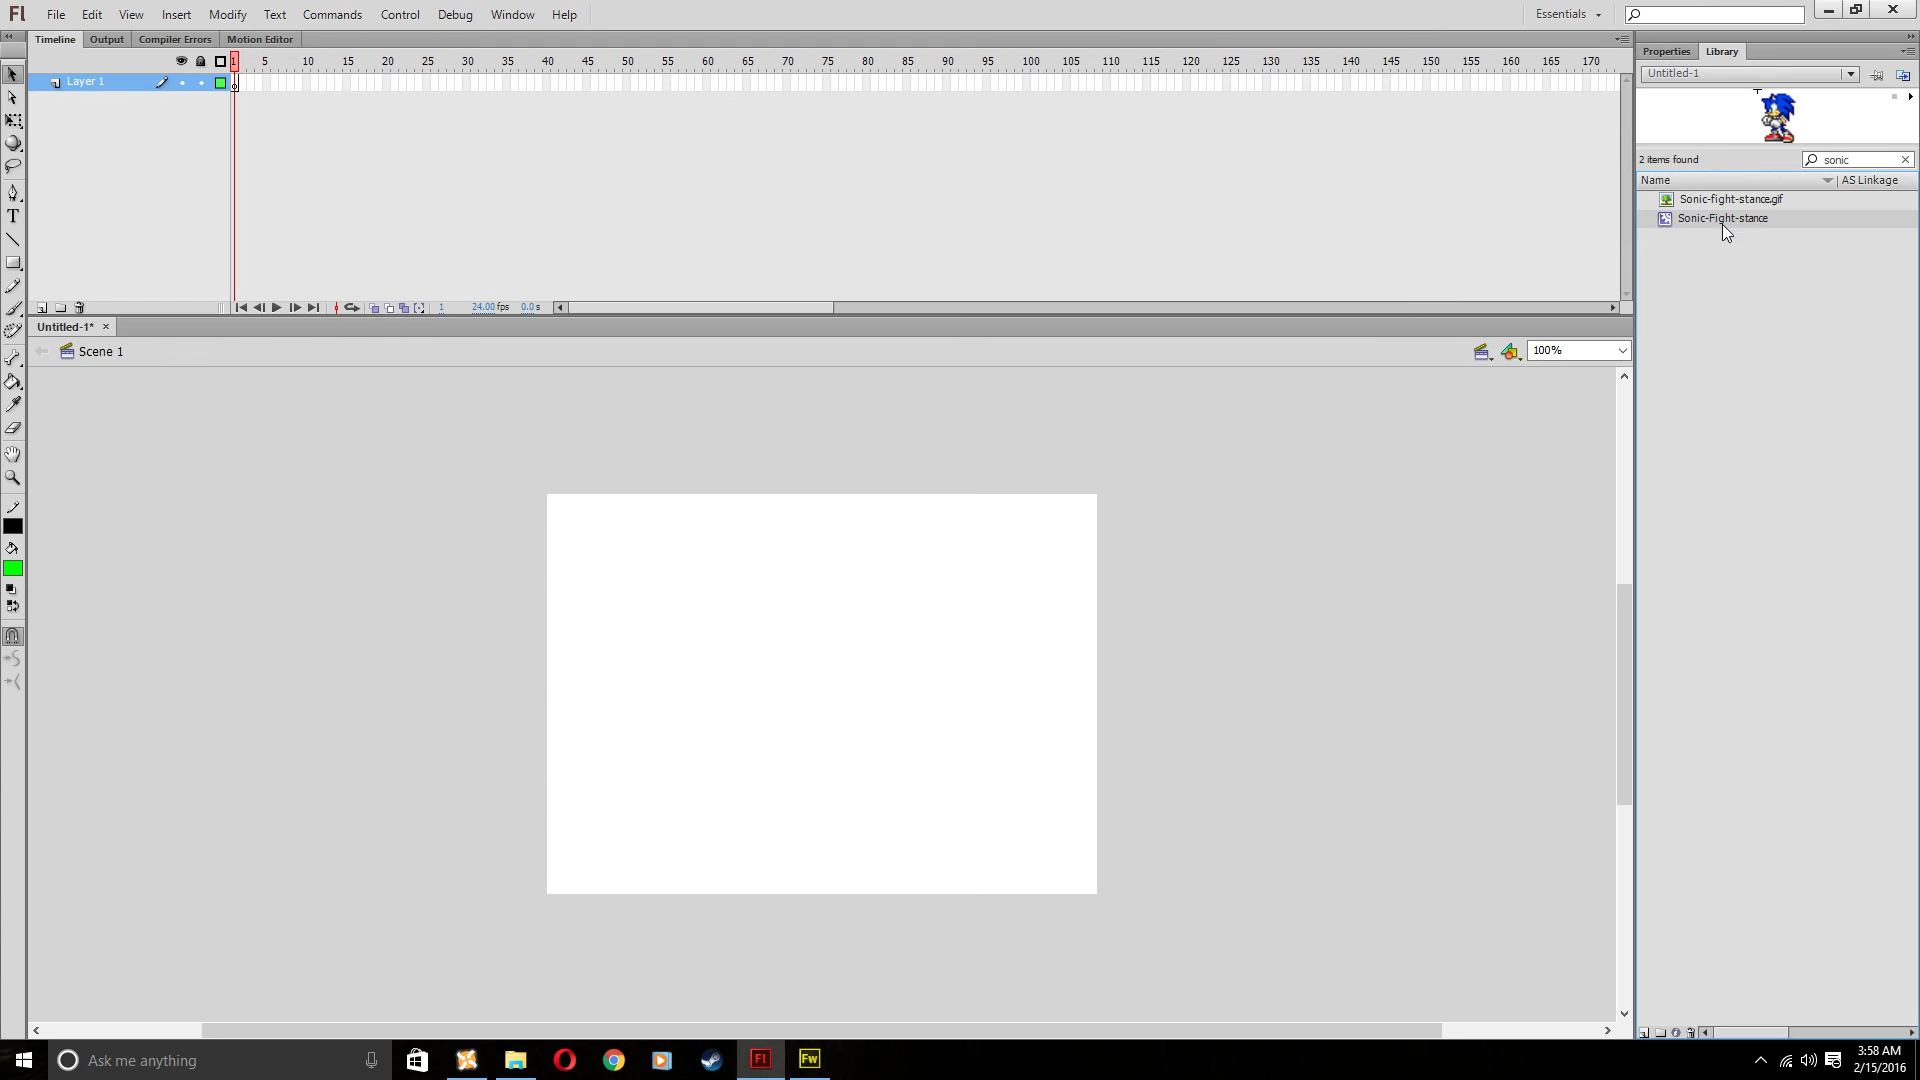 Fl File Edit View Insert Modify Text Commands Control Debug Window Help Essentials
Timeline Output Compiler Errors Motion Editor
1 5 10 15 20 25 30 35 40 45 50 55 60 65 70 75 80 85 90 95 100 105 110 115 120 125 130 135 140 145 150 155 160 165 170
Layer 1
1 24.00 fps 0.0 s
Untitled-1*
Scene 1
100%
Properties Library
Untitled-1
2 items found
sonic
Name AS Linkage
Sonic-fight-stance.gif
Sonic-Fight-stance
Ask me anything
Fl
Fw
3:58 AM
2/15/2016